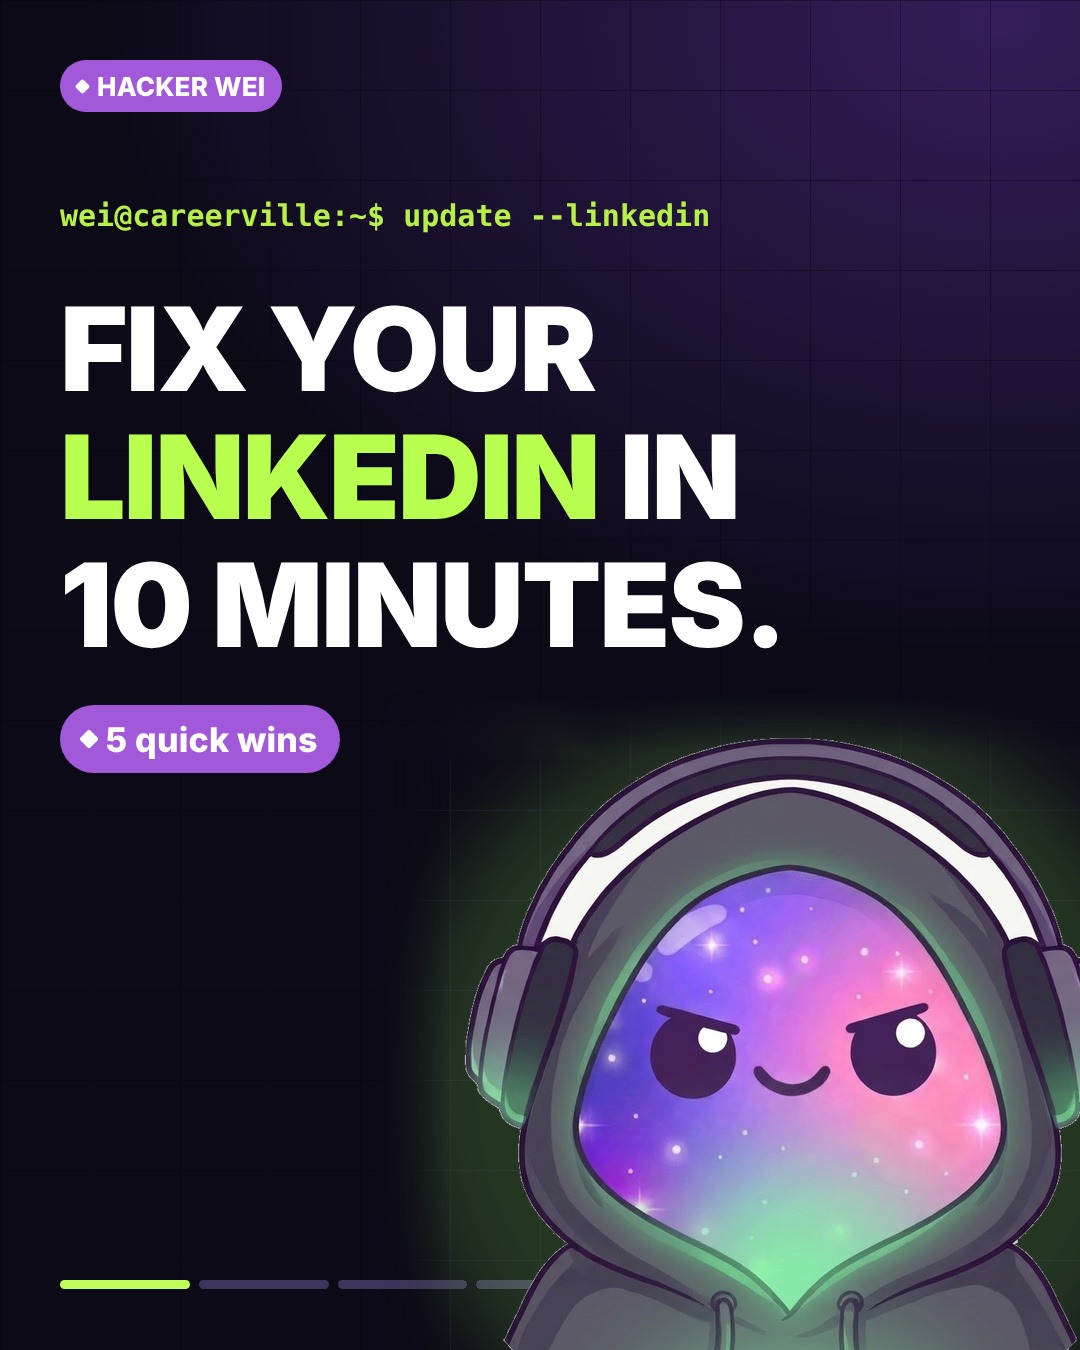 HACKER WEI
wei@careerville:~$ update --linkedin
FIX YOUR
LINKEDIN IN
10 MINUTES.
5 quick wins